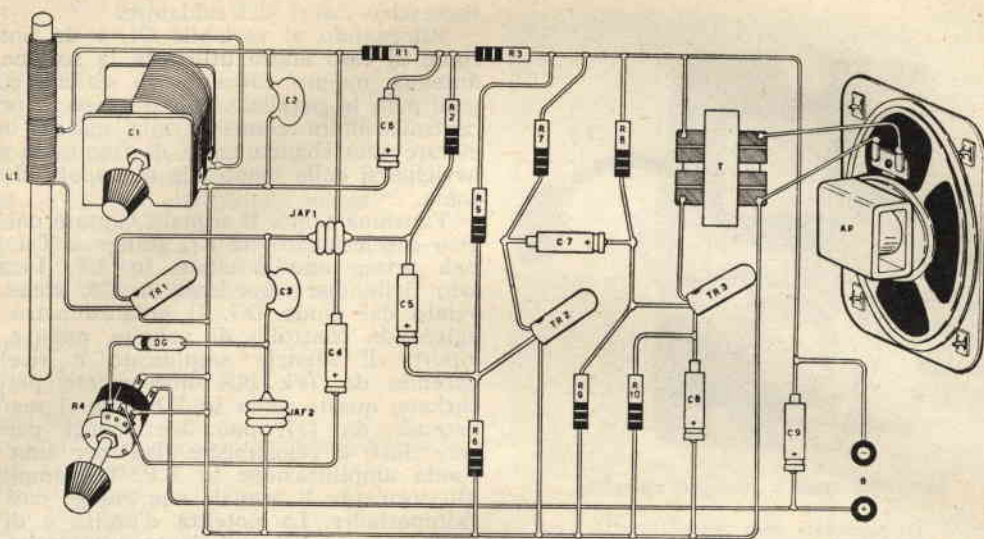 R1
R3
C2
C1
C6
+
R2
R7
R8
T
L1
R5
AP
JAF1
C7
+
TR1
C3
C5
+
TR2
TR3
DG
C4
+
R4
JAF2
R6
R9
R10
C8
+
C9
+
-
B
+